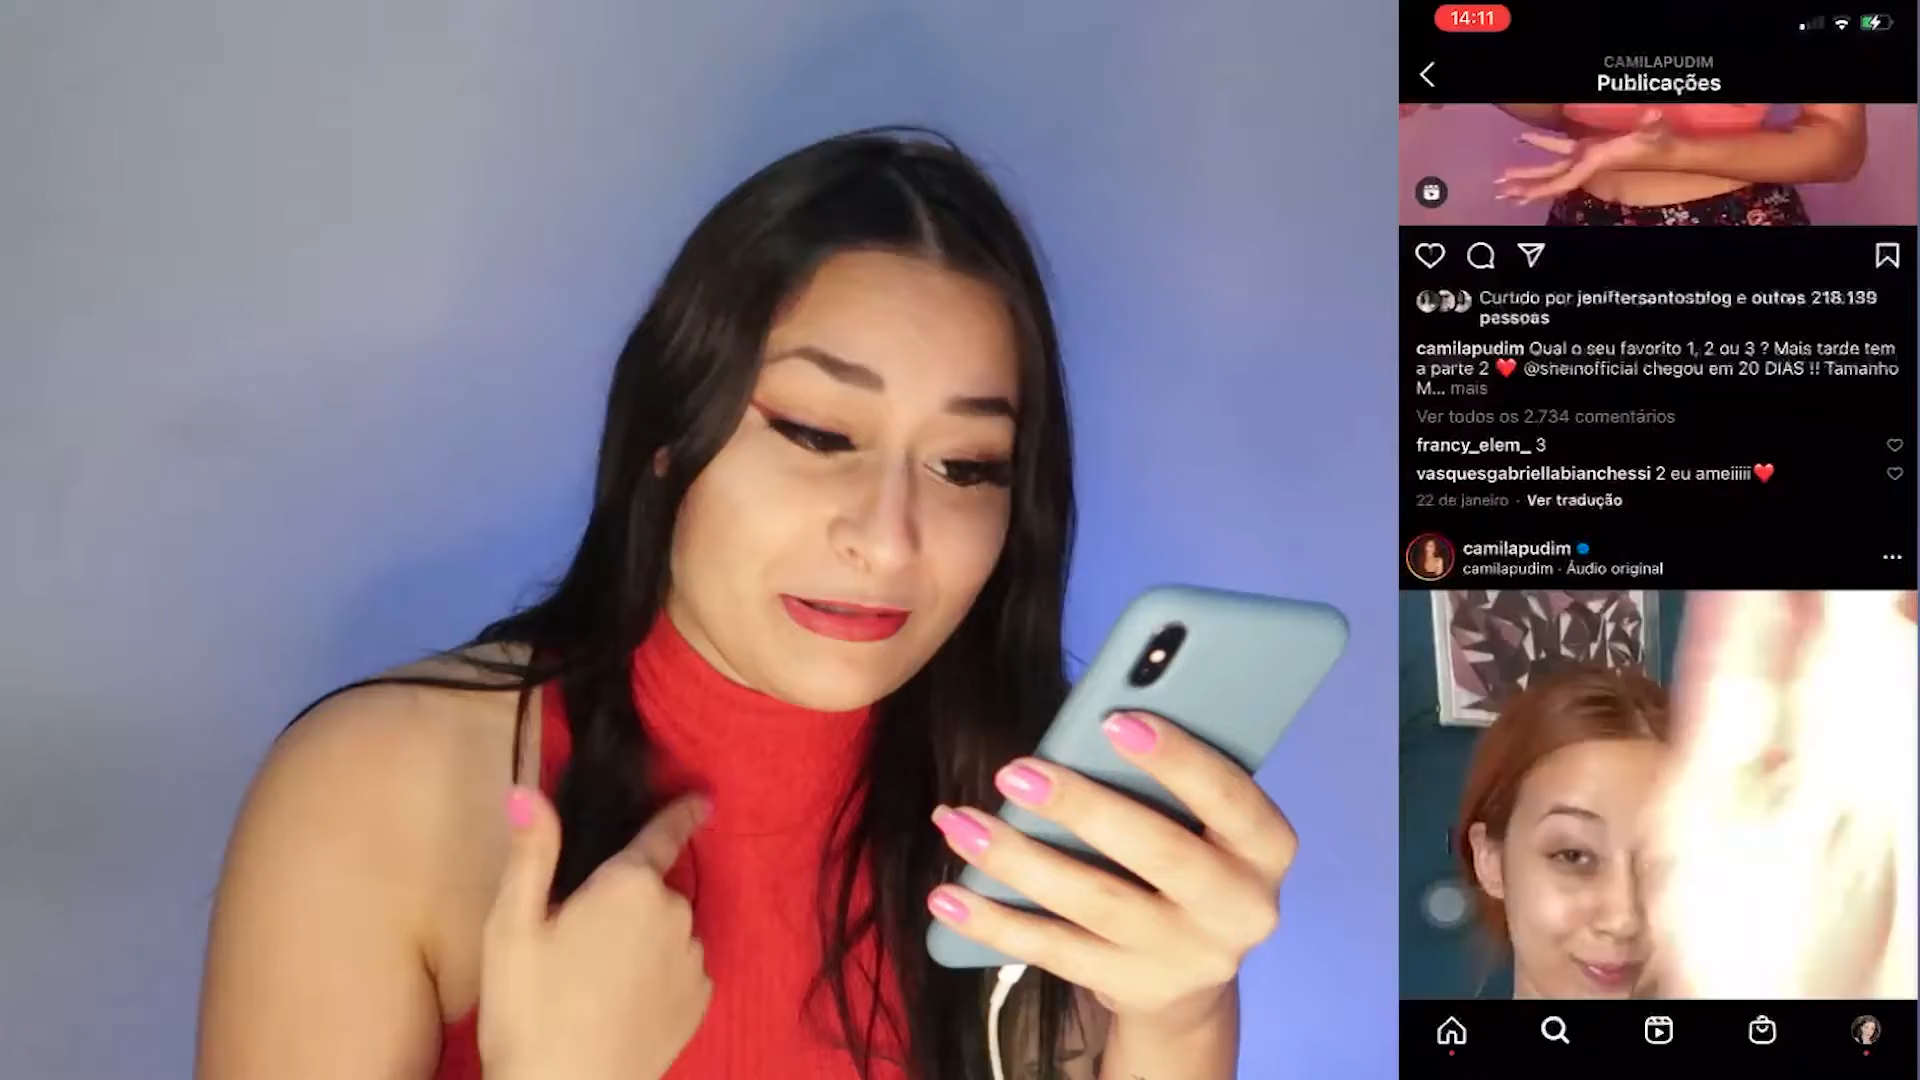 14:11
CAMILAPUDIM
Publicações
Curtido por jeniffersantosblog e outras 218.139
pessoas
camilapudim Qual o seu favorito 1, 2 ou 3 ? Mais tarde tem
a parte 2 ❤️ @sheinofficial chegou em 20 DIAS !! Tamanho
M... mais
Ver todos os 2.734 comentários
francy_elem_ 3
vasquesgabriellabianchessi 2 eu ameiiiii❤️
22 de janeiro · Ver tradução
camilapudim
camilapudim · Áudio original